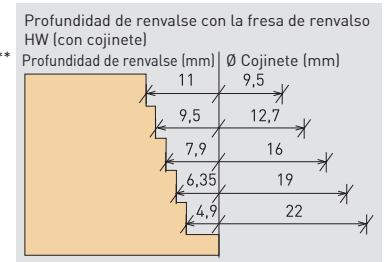 Profundidad de renvalse con la fresa de renvalso
HW (con cojinete)
** Profundidad de renvalse (mm) Ø Cojinete (mm)
11 9,5
9,5 12,7
7,9 16
6,35 19
4,9 22